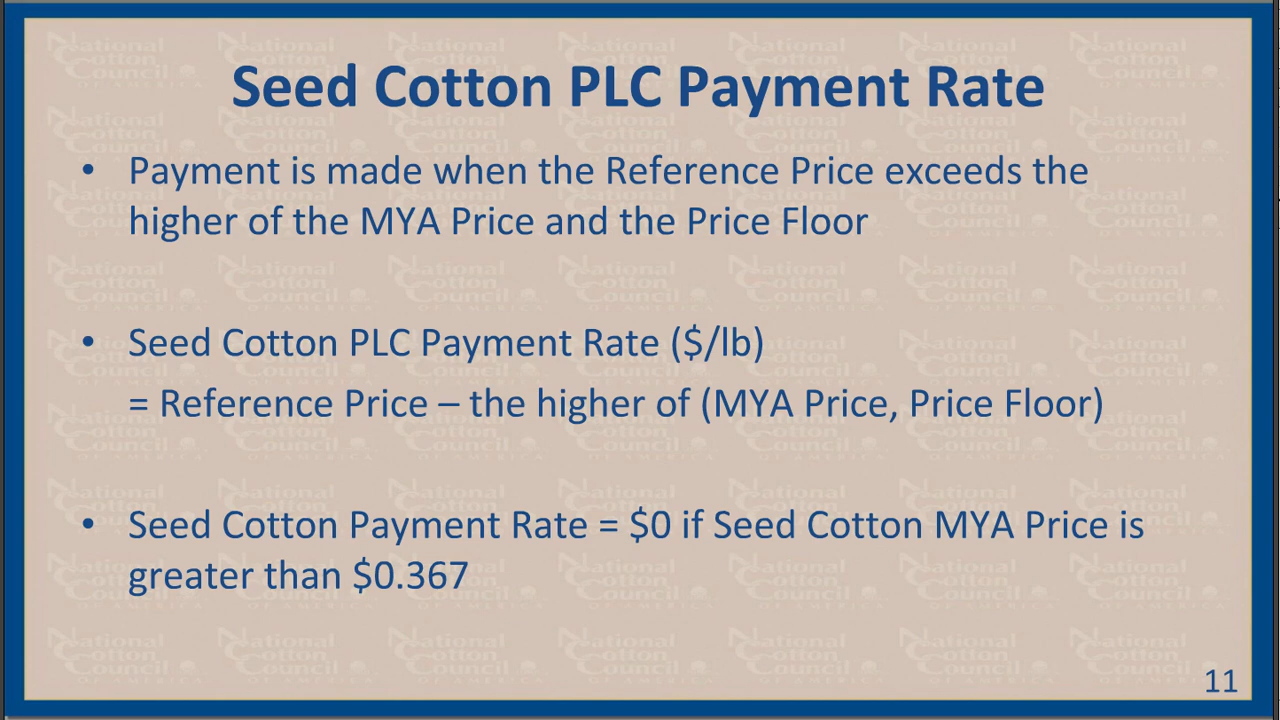 Seed Cotton PLC Payment Rate
• Payment is made when the Reference Price exceeds the
higher of the MYA Price and the Price Floor
• Seed Cotton PLC Payment Rate ($/lb)
= Reference Price – the higher of (MYA Price, Price Floor)
• Seed Cotton Payment Rate = $0 if Seed Cotton MYA Price is
greater than $0.367
11